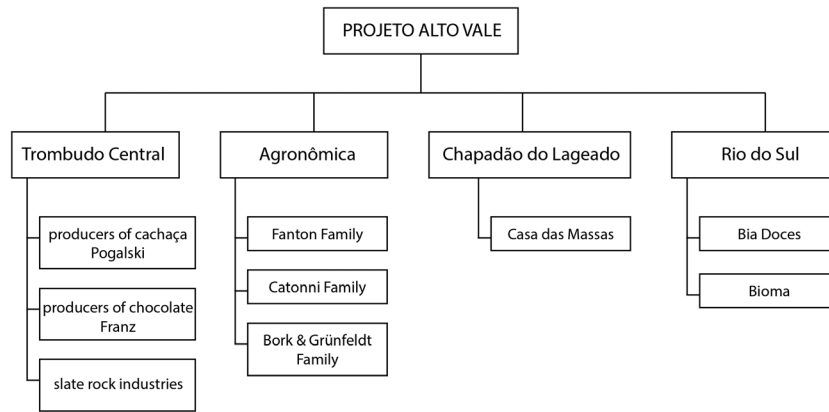 PROJETO ALTO VALE
Trombudo Central
Agronômica
Chapadão do Lageado
Rio do Sul
producers of cachaça
Pogalski
producers of chocolate
Franz
slate rock industries
Fanton Family
Catonni Family
Bork & Grünfeldt
Family
Casa das Massas
Bia Doces
Bioma